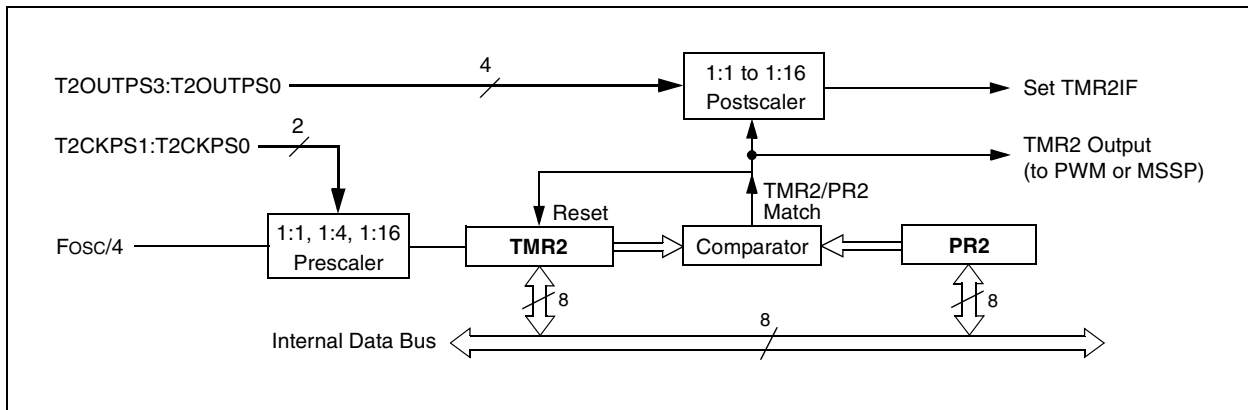 T2OUTPS3:T2OUTPS0
4
1:1 to 1:16
Postscaler
Set TMR2IF
T2CKPS1:T2CKPS0
2
TMR2 Output
(to PWM or MSSP)
TMR2/PR2
Match
Reset
FOSC/4
1:1, 1:4, 1:16
Prescaler
TMR2
Comparator
PR2
8
8
8
Internal Data Bus